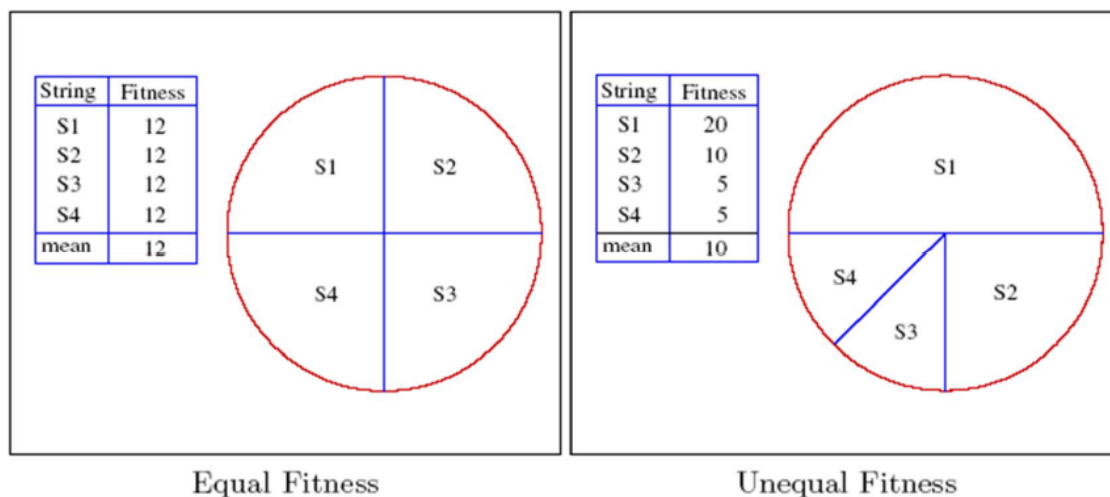 String Fitness
S1 12
S2 12
S3 12
S4 12
mean 12
S1
S2
S4
S3
Equal Fitness
String Fitness
S1 20
S2 10
S3 5
S4 5
mean 10
S1
S4
S2
S3
Unequal Fitness